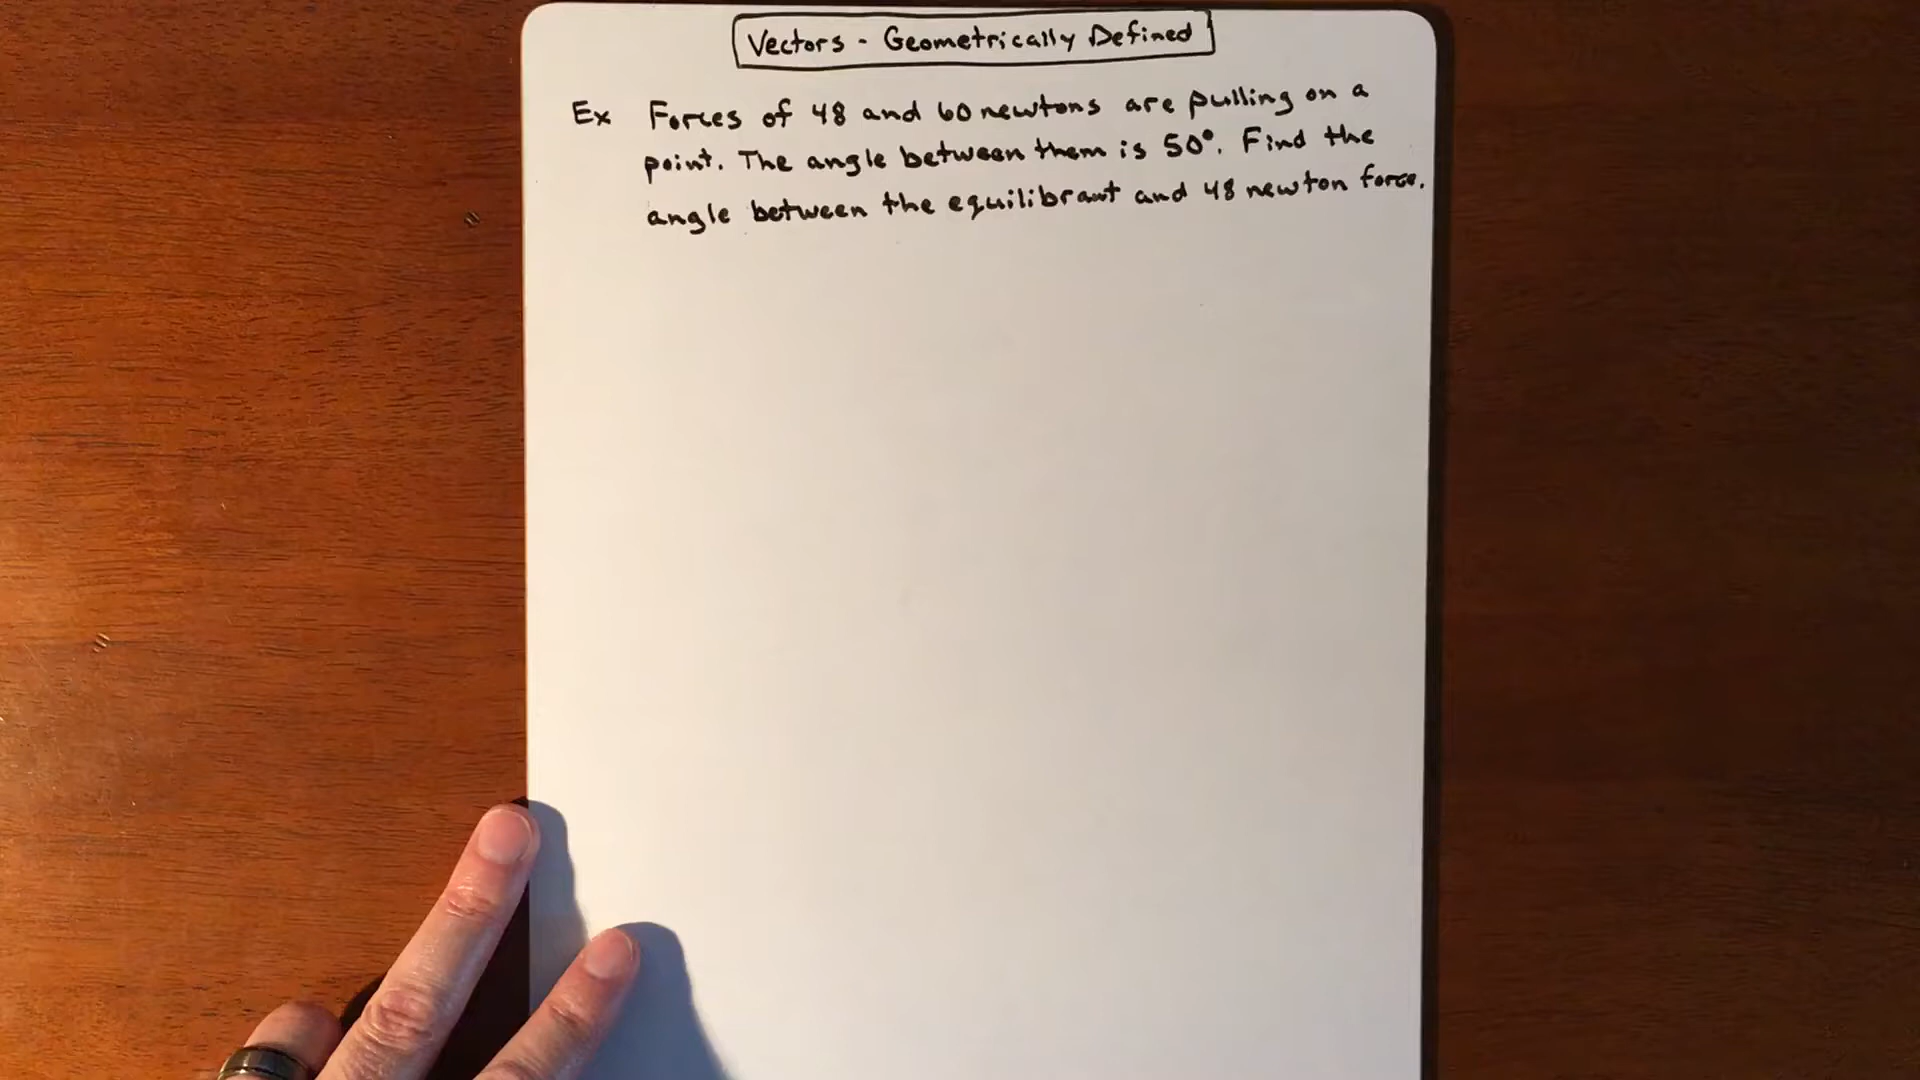 Vectors - Geometrically Defined
Ex Forces of 48 and 60 newtons are pulling on a
point. The angle between them is 50°. Find the
angle between the equilibrant and 48 newton force.